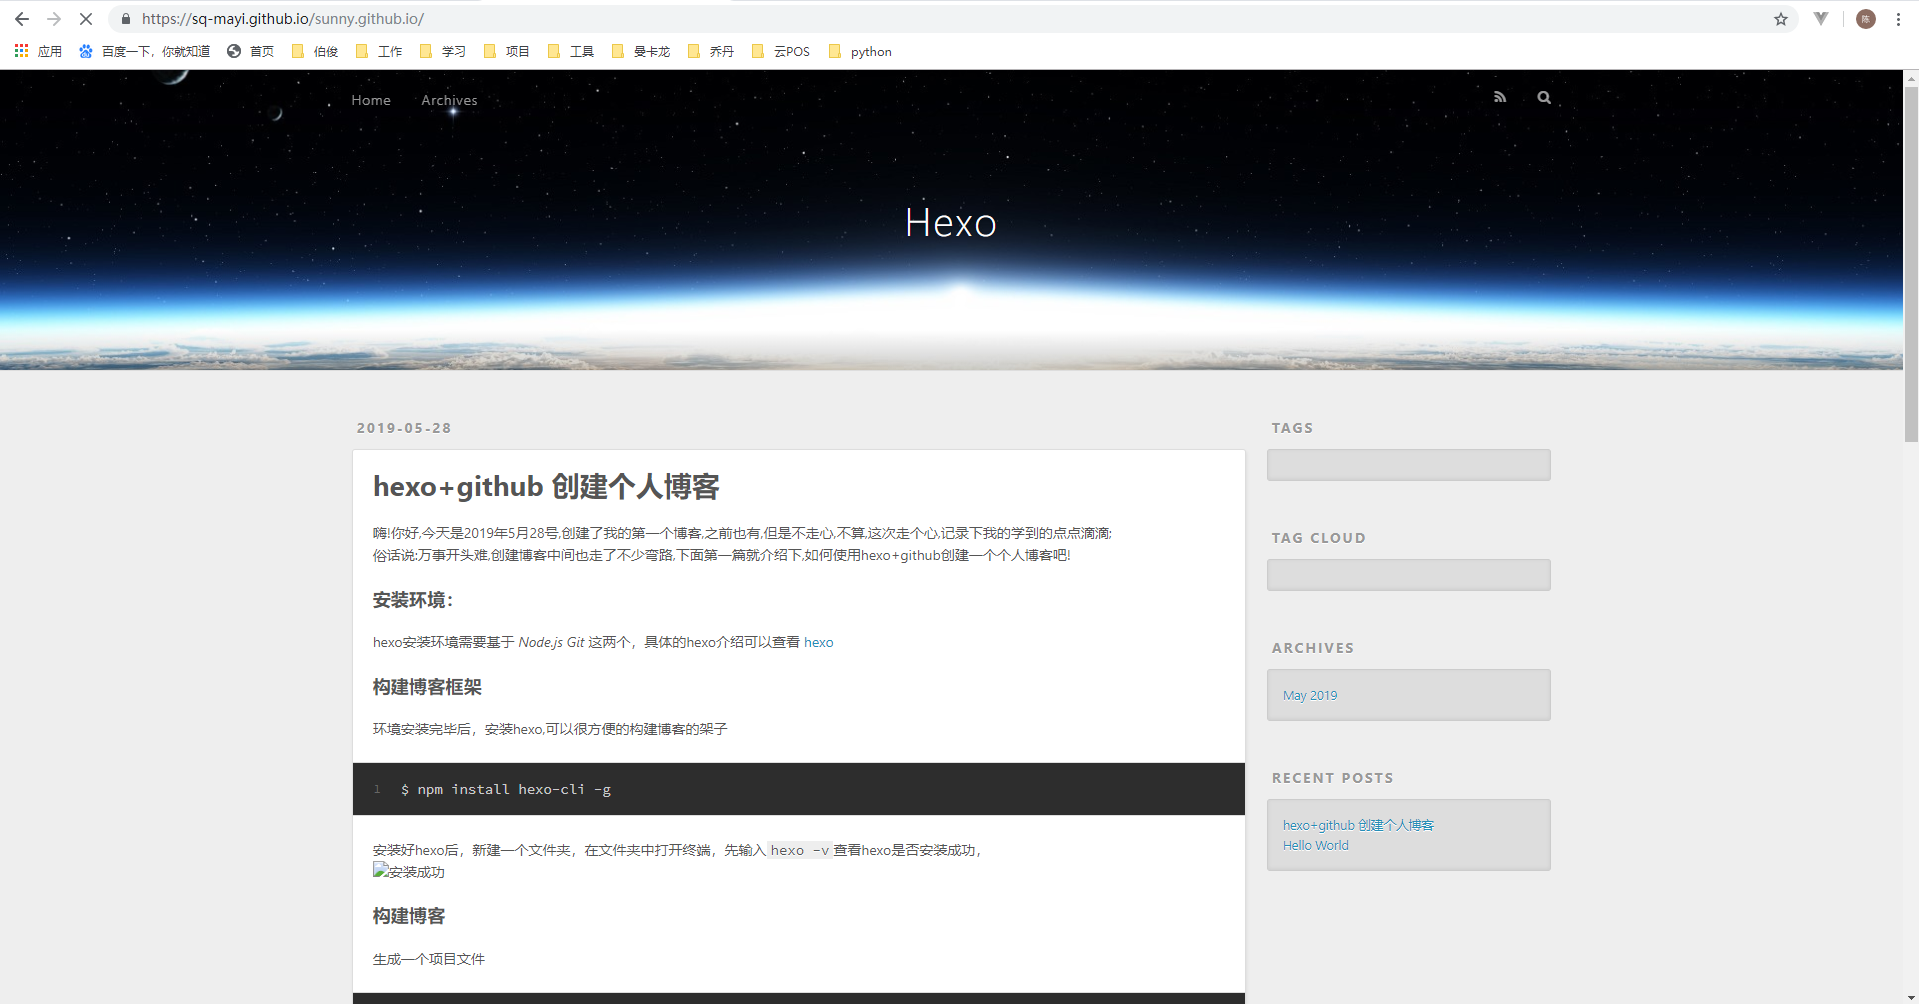 https://sq-mayi.github.io/sunny.github.io/
陈
应用 百度一下，你就知道 首页 伯俊 工作 学习 项目 工具 曼卡龙 乔丹 云POS python
Home Archives
Hexo
2019-05-28
hexo+github 创建个人博客
嗨!你好,今天是2019年5月28号,创建了我的第一个博客,之前也有,但是不走心,不算,这次走个心,记录下我的学到的点点滴滴;
俗话说:万事开头难,创建博客中间也走了不少弯路,下面第一篇就介绍下,如何使用hexo+github创建一个个人博客吧!
安装环境：
hexo安装环境需要基于 Node.js Git 这两个，具体的hexo介绍可以查看 hexo
构建博客框架
环境安装完毕后，安装hexo,可以很方便的构建博客的架子
1 $ npm install hexo-cli -g
安装好hexo后，新建一个文件夹，在文件夹中打开终端，先输入 hexo -v 查看hexo是否安装成功，
安装成功
构建博客
生成一个项目文件
TAGS
TAG CLOUD
ARCHIVES
May 2019
RECENT POSTS
hexo+github 创建个人博客
Hello World